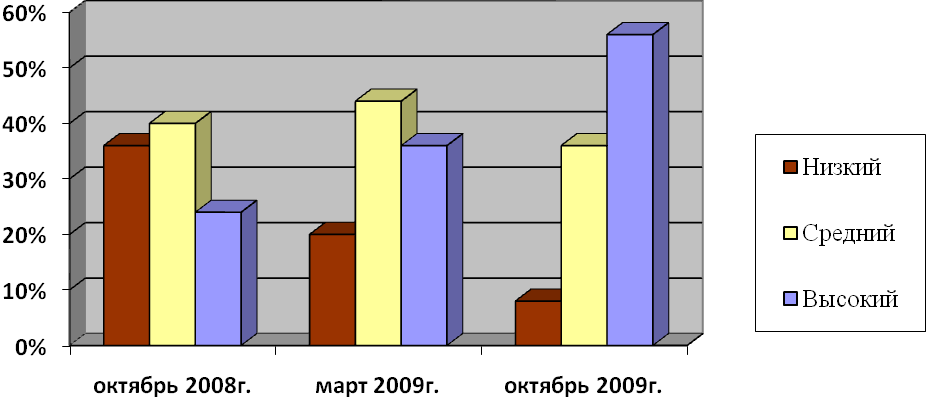 60%
50%
40%
30%
20%
10%
0%
октябрь 2008г.
март 2009г.
октябрь 2009г.
Низкий
Средний
Высокий